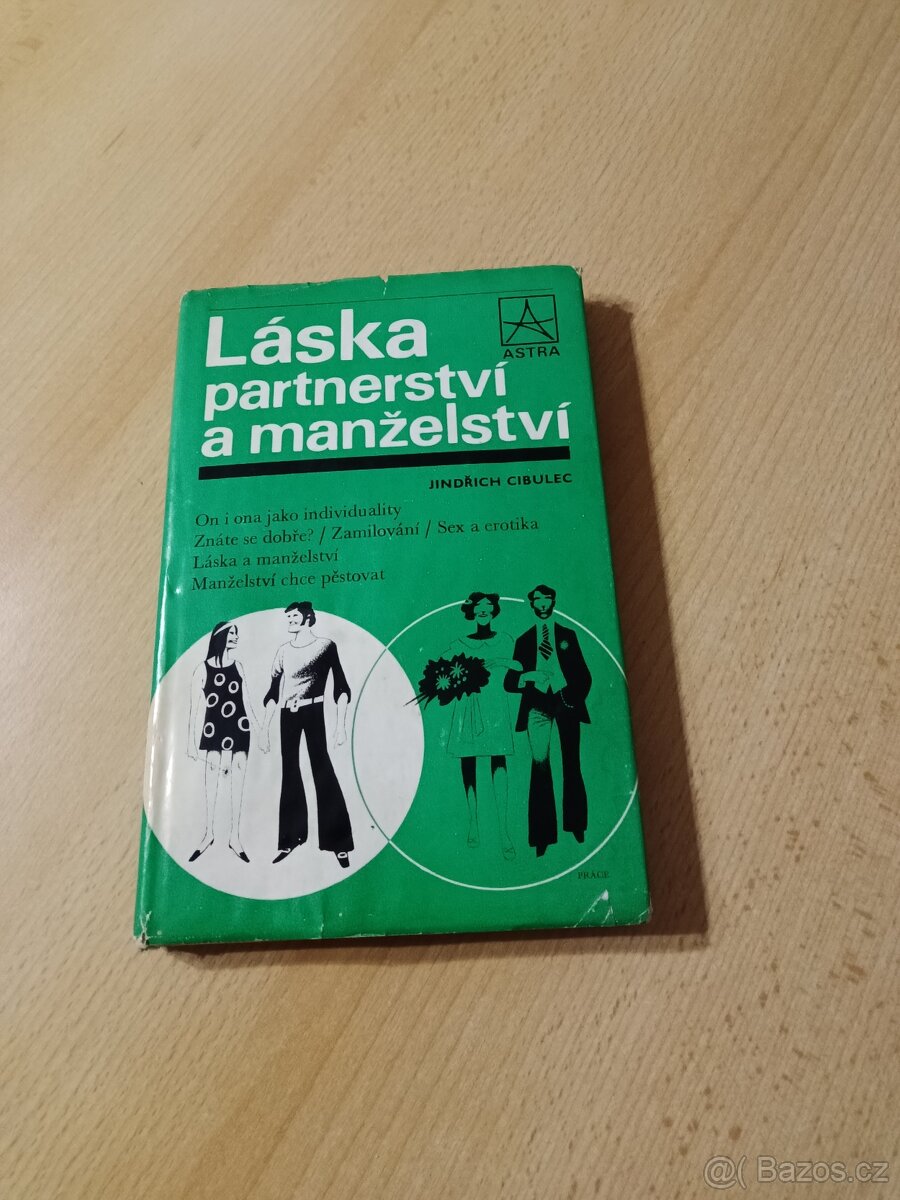 Láska
partnerství
a manželství
ASTRA
JINDŘICH CIBULEC
On i ona jako individuality
Znáte se dobře? / Zamilování / Sex a erotika
Láska a manželství
Manželství chce pěstovat
PRÁCE
@( Bazos.cz